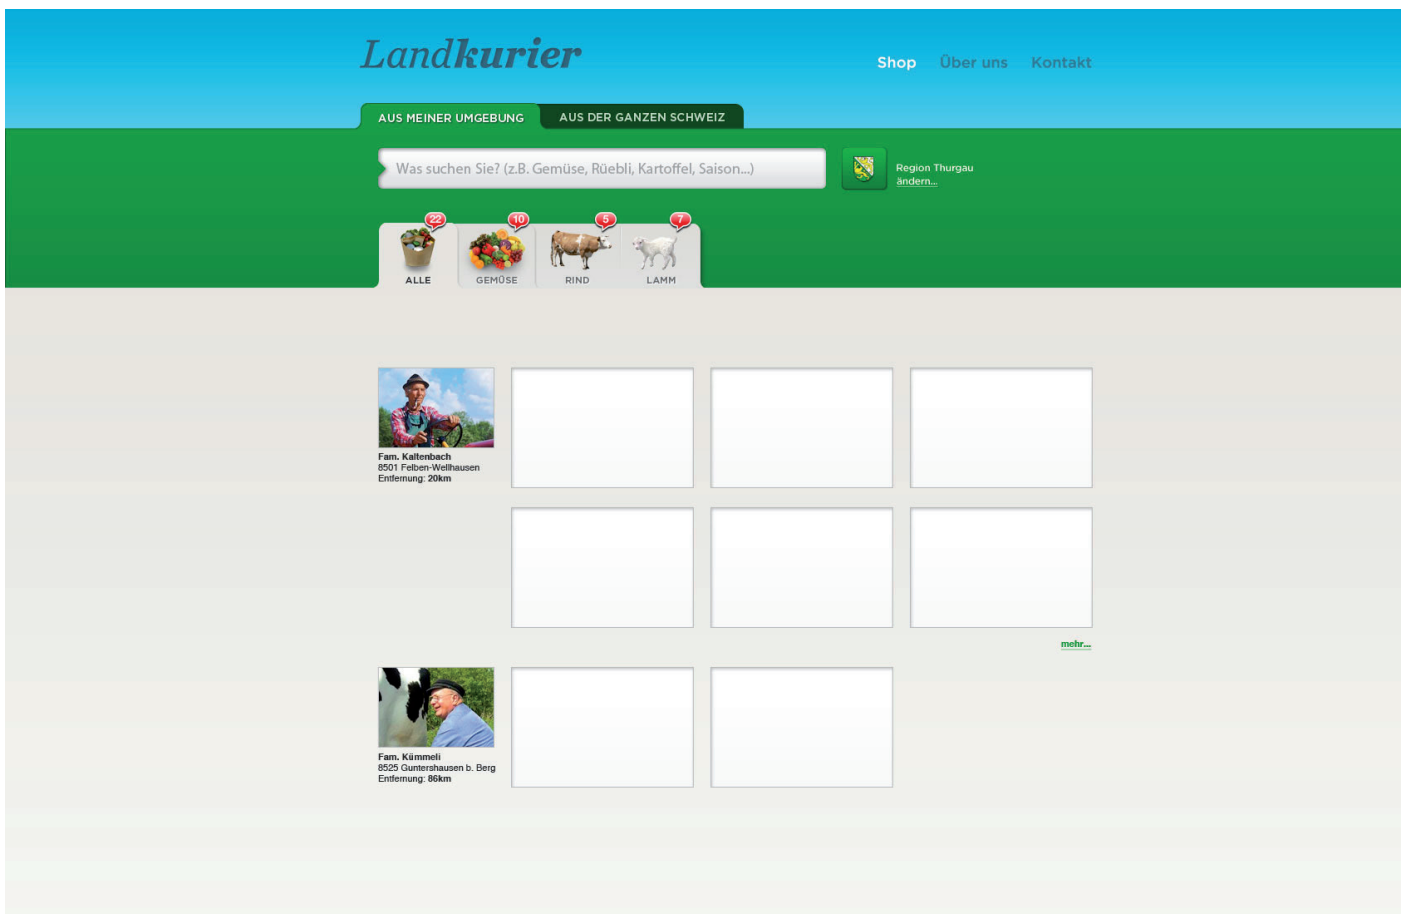 Landkurier
Shop Über uns Kontakt
AUS MEINER UMGEBUNG AUS DER GANZEN SCHWEIZ
Was suchen Sie? (z.B. Gemüse, Rüebli, Kartoffel, Saison...)
Region Thurgau
ändern...
22 10 5 7
ALLE GEMÜSE RIND LAMM
Fam. Kaltenbach
8501 Felben-Wellhausen
Entfernung: 20km
mehr...
Fam. Kümmeli
8525 Guntershausen b. Berg
Entfernung: 86km